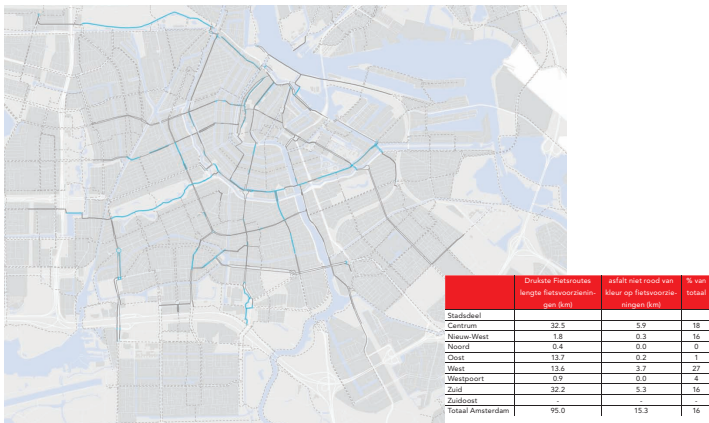 Drukste Fietsroutes lengte fietsvoorzienin-gen (km) asfalt niet rood van kleur op fietsvoorzie-ningen (km) % van totaal
Stadsdeel
Centrum 32.5 5.9 18
Nieuw-West 1.8 0.3 16
Noord 0.4 0.0 0
Oost 13.7 0.2 1
West 13.6 3.7 27
Westpoort 0.9 0.0 4
Zuid 32.2 5.3 16
Zuidoost - - -
Totaal Amsterdam 95.0 15.3 16